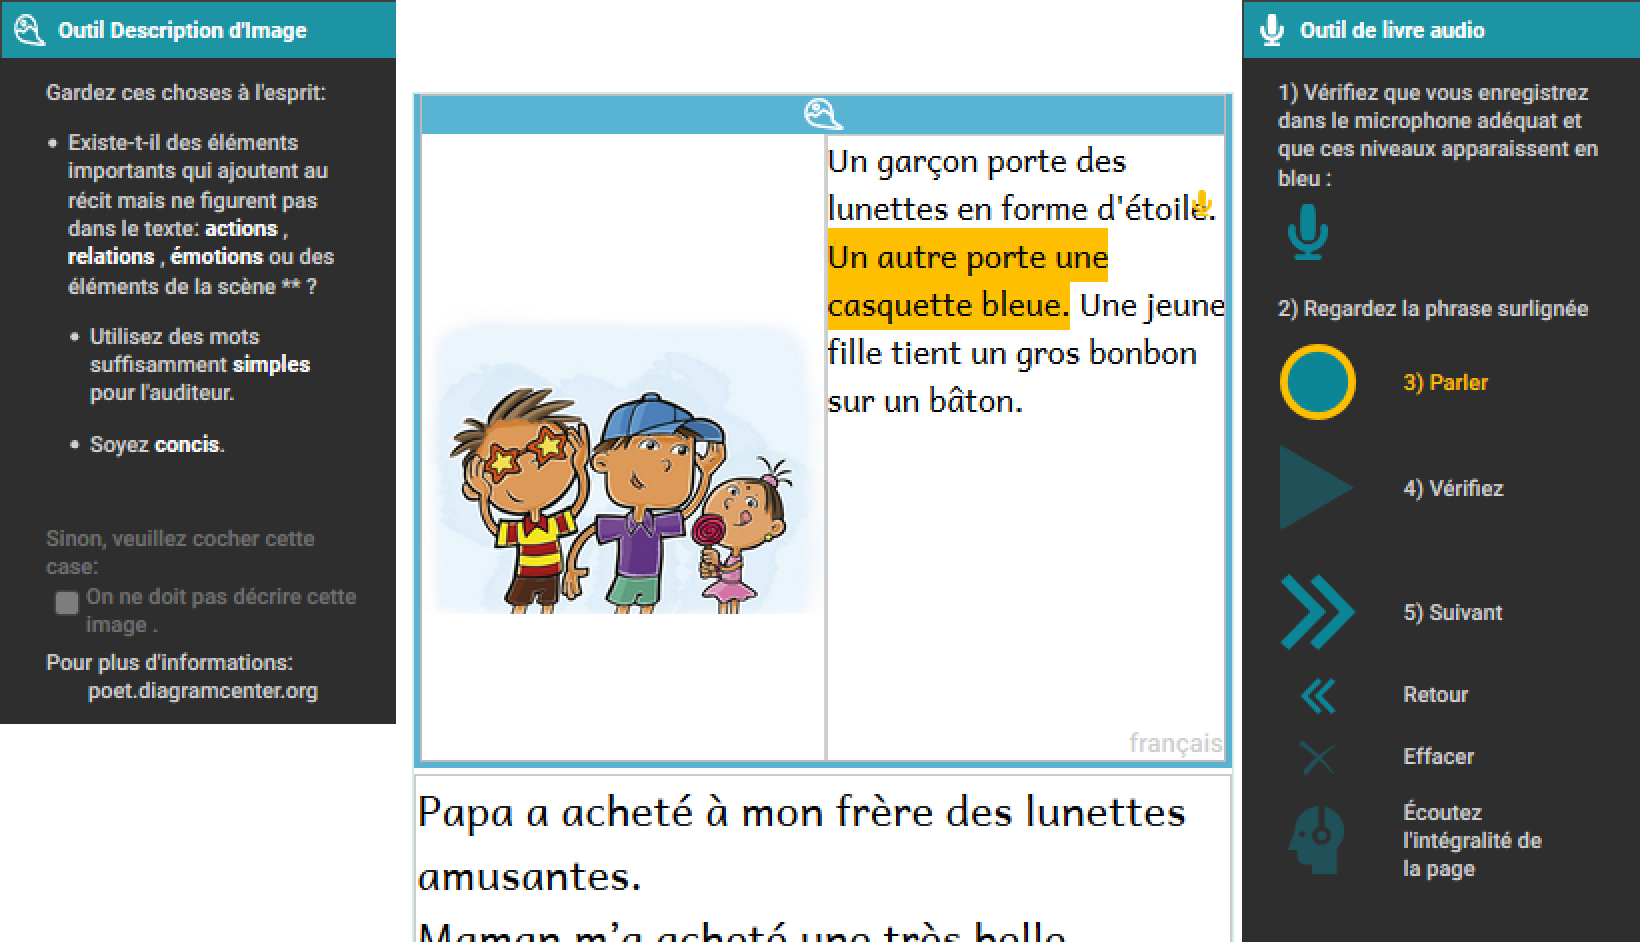 Outil Description d'Image
Gardez ces choses à l'esprit:
• Existe-t-il des éléments
importants qui ajoutent au
récit mais ne figurent pas
dans le texte: actions ,
relations , émotions ou des
éléments de la scène ** ?
• Utilisez des mots
suffisamment simples
pour l'auditeur.
• Soyez concis.
Sinon, veuillez cocher cette
case:
On ne doit pas décrire cette
image .
Pour plus d'informations:
poet.diagramcenter.org
Un garçon porte des
lunettes en forme d'étoile.
Un autre porte une
casquette bleue. Une jeune
fille tient un gros bonbon
sur un bâton.
français
Papa a acheté à mon frère des lunettes
amusantes.
Maman m'a acheté une très belle
Outil de livre audio
1) Vérifiez que vous enregistrez
dans le microphone adéquat et
que ces niveaux apparaissent en
bleu :
2) Regardez la phrase surlignée
3) Parler
4) Vérifiez
5) Suivant
Retour
Effacer
Écoutez
l'intégralité de
la page